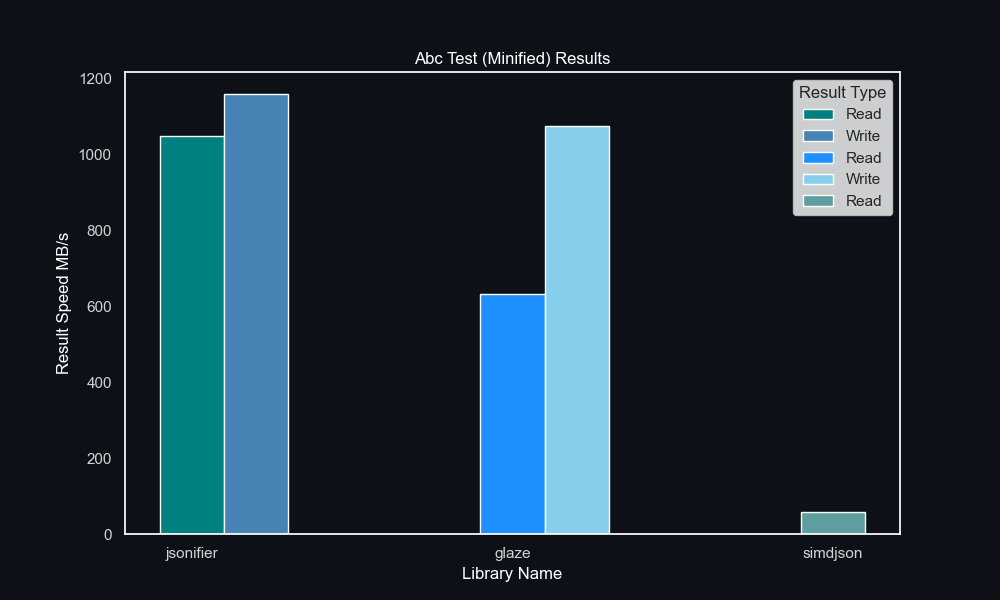 Abc Test (Minified) Results
1200
1000
800
600
400
200
0
Result Speed MB/s
Result Type
Read
Write
Read
Write
Read
jsonifier
glaze
simdjson
Library Name